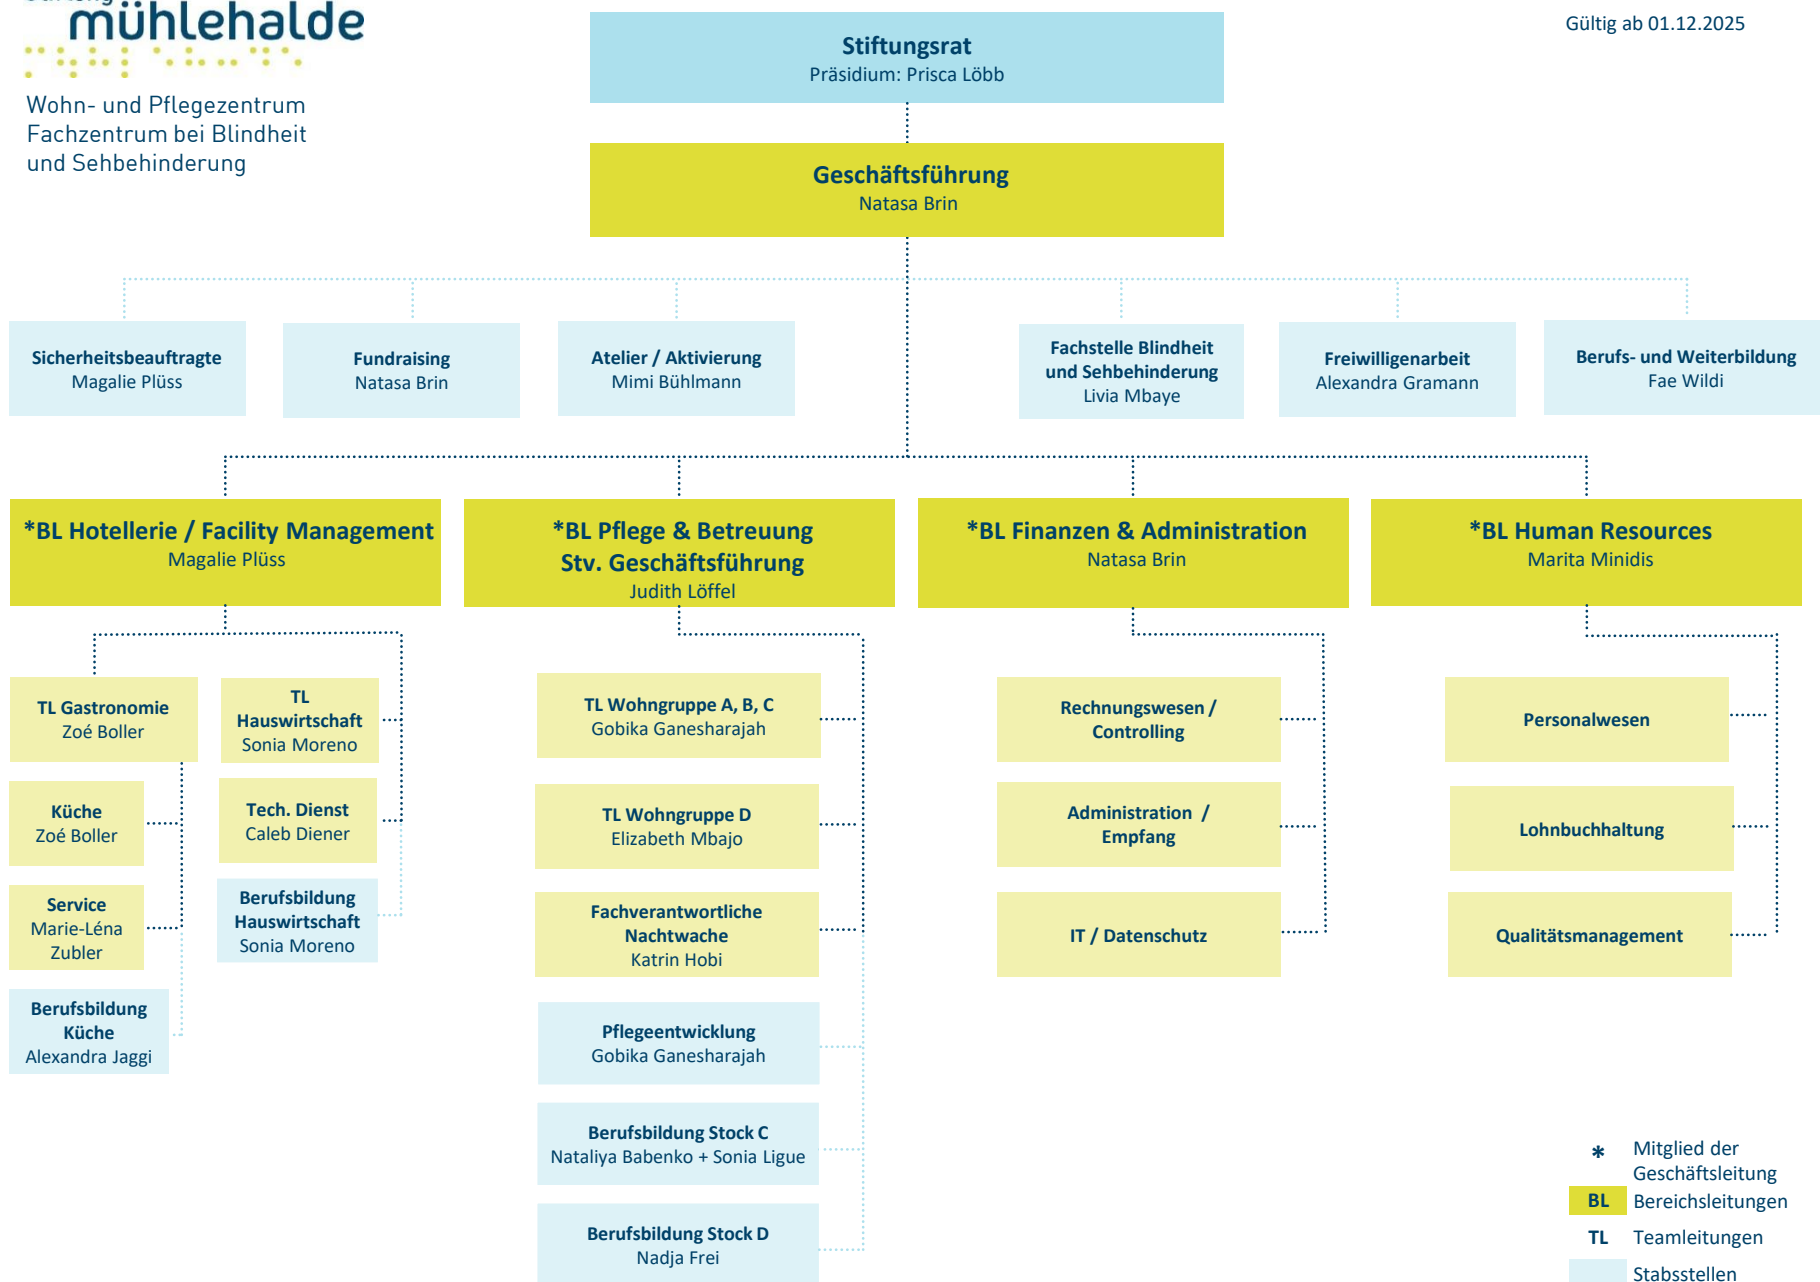 mühlehalde
Wohn- und Pflegezentrum
Fachzentrum bei Blindheit
und Sehbehinderung
Gültig ab 01.12.2025
Stiftungsrat
Präsidium: Prisca Löbb
Geschäftsführung
Natasa Brin
Sicherheitsbeauftragte
Magalie Plüss
Fundraising
Natasa Brin
Atelier / Aktivierung
Mimi Bühlmann
Fachstelle Blindheit
und Sehbehinderung
Livia Mbaye
Freiwilligenarbeit
Alexandra Gramann
Berufs- und Weiterbildung
Fae Wildi
*BL Hotellerie / Facility Management
Magalie Plüss
*BL Pflege & Betreuung
Stv. Geschäftsführung
Judith Löffel
*BL Finanzen & Administration
Natasa Brin
*BL Human Resources
Marita Minidis
TL Gastronomie
Zoé Boller
Küche
Zoé Boller
Service
Marie-Léna
Zubler
Berufsbildung
Küche
Alexandra Jaggi
TL
Hauswirtschaft
Sonia Moreno
Tech. Dienst
Caleb Diener
Berufsbildung
Hauswirtschaft
Sonia Moreno
TL Wohngruppe A, B, C
Gobika Ganesharajah
TL Wohngruppe D
Elizabeth Mbajo
Fachverantwortliche
Nachtwache
Katrin Hobi
Pflegeentwicklung
Gobika Ganesharajah
Berufsbildung Stock C
Nataliya Babenko + Sonia Ligue
Berufsbildung Stock D
Nadja Frei
Rechnungswesen /
Controlling
Administration /
Empfang
IT / Datenschutz
Personalwesen
Lohnbuchhaltung
Qualitätsmanagement
* Mitglied der
Geschäftsleitung
BL Bereichsleitungen
TL Teamleitungen
Stabsstellen